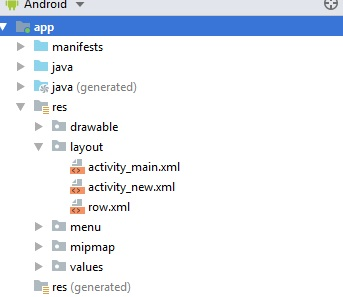 Android
app
manifests
java
java (generated)
res
drawable
layout
activity_main.xml
activity_new.xml
row.xml
menu
mipmap
values
res (generated)